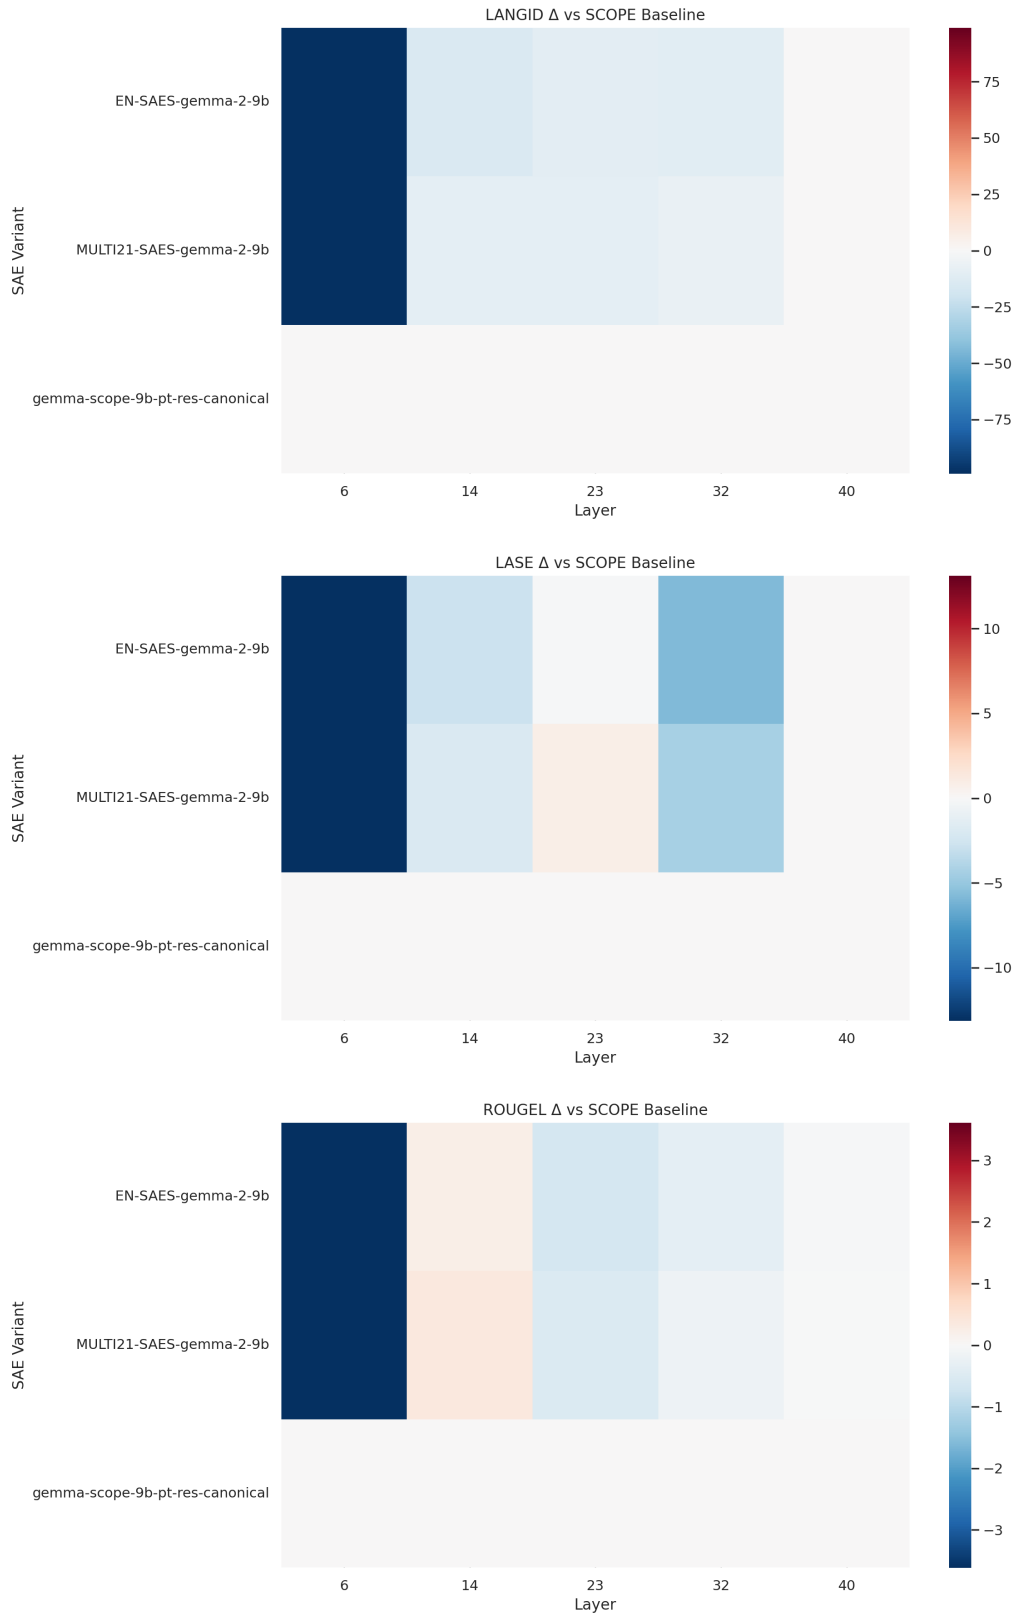 LANGID Δ vs SCOPE Baseline
EN-SAES-gemma-2-9b
MULTI21-SAES-gemma-2-9b
gemma-scope-9b-pt-res-canonical
SAE Variant
6 14 23 32 40
Layer
75
50
25
0
−25
−50
−75
LASE Δ vs SCOPE Baseline
EN-SAES-gemma-2-9b
MULTI21-SAES-gemma-2-9b
gemma-scope-9b-pt-res-canonical
SAE Variant
6 14 23 32 40
Layer
10
5
0
−5
−10
ROUGEL Δ vs SCOPE Baseline
EN-SAES-gemma-2-9b
MULTI21-SAES-gemma-2-9b
gemma-scope-9b-pt-res-canonical
SAE Variant
6 14 23 32 40
Layer
3
2
1
0
−1
−2
−3